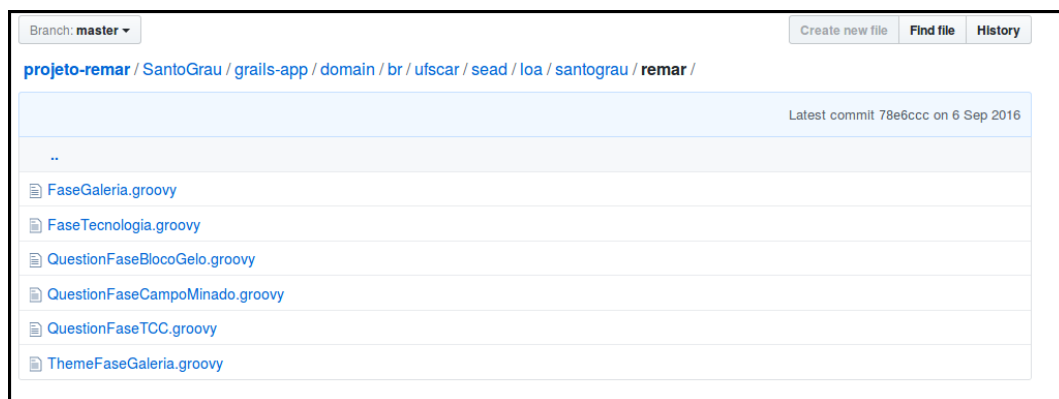 Branch: master
Create new file Find file History
projeto-remar / SantoGrau / grails-app / domain / br / ufscar / sead / loa / santograu / remar /
Latest commit 78e6ccc on 6 Sep 2016
..
FaseGaleria.groovy
FaseTecnologia.groovy
QuestionFaseBlocoGelo.groovy
QuestionFaseCampoMinado.groovy
QuestionFaseTCC.groovy
ThemeFaseGaleria.groovy